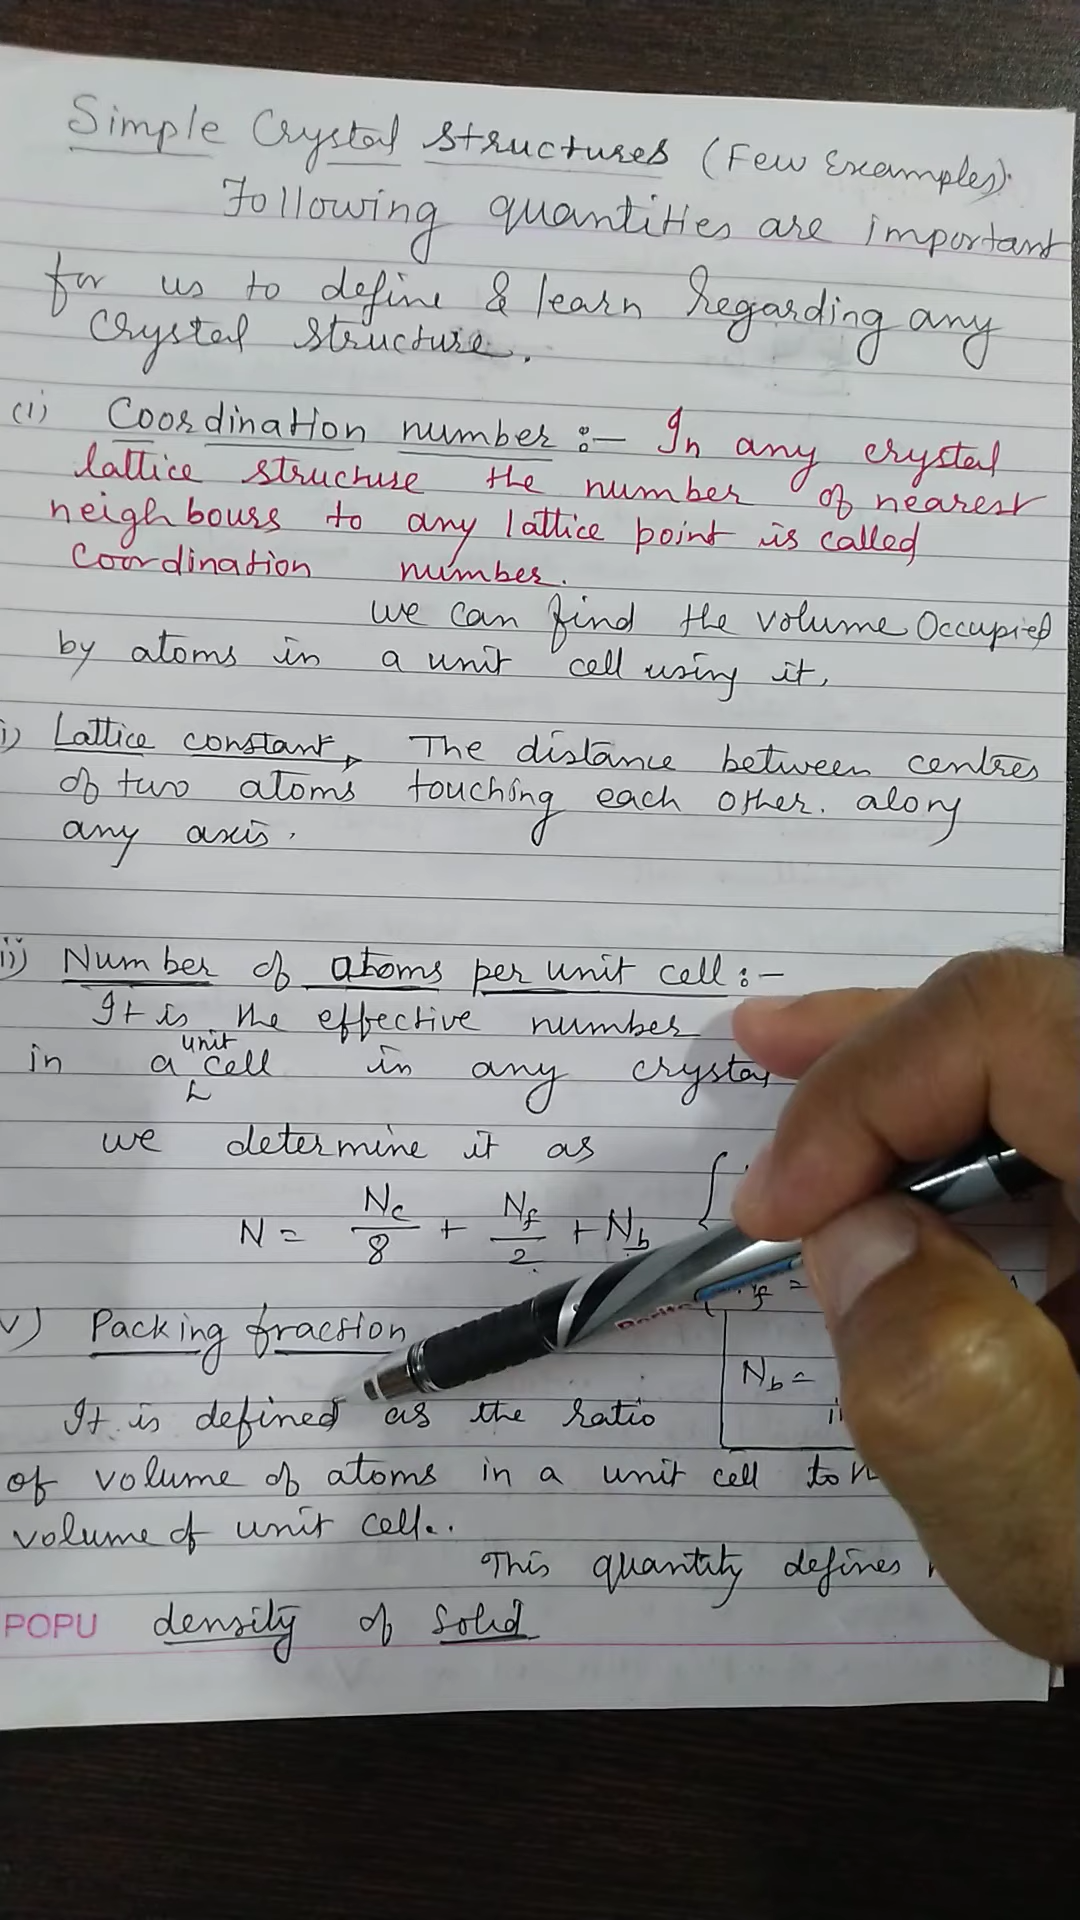 Simple Crystal structures (Few Examples).
Following quantities are important
for us to define & learn Regarding any
Crystal structure.
(i) Coordination number :- In any crystal
lattice structure the number of nearest
neighbours to any lattice point is called
Coordination number.
we can find the volume Occupied
by atoms in a unit cell using it.
i) Lattice constant, The distance between centres
of two atoms touching each other. along
any axis.
ii) Number of atoms per unit cell :-
It is the effective number
in a unit cell in any crystal
we determine it as
N = Nc/8 + Nf/2 + Nb
f =
Nb =
v) Packing fraction
It is defined as the ratio
of volume of atoms in a unit cell to
volume of unit cell..
This quantity defines
density of Solid
POPU